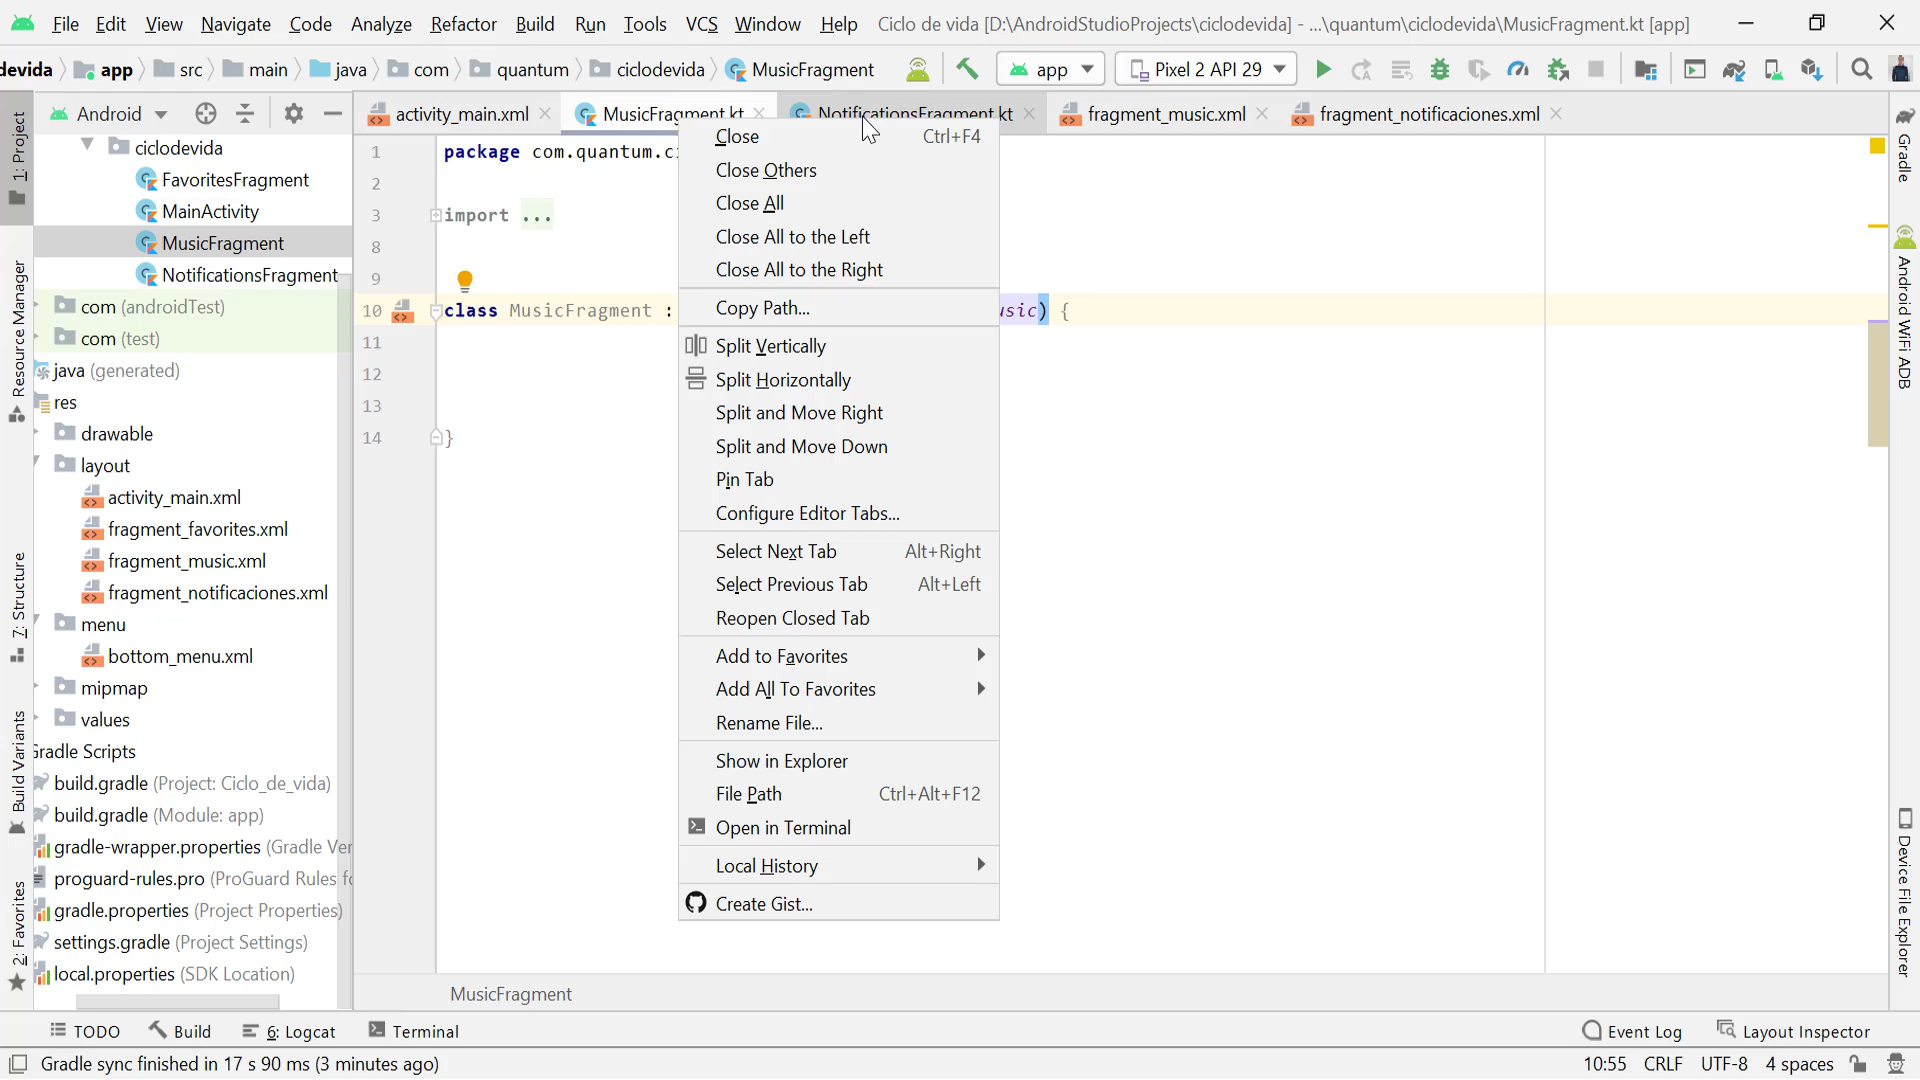 File Edit View Navigate Code Analyze Refactor Build Run Tools VCS Window Help Ciclo de vida [D:\AndroidStudioProjects\ciclodevida] - ...\quantum\ciclodevida\MusicFragment.kt [app]
devida app src main java com quantum ciclodevida MusicFragment app Pixel 2 API 29
Android
activity_main.xml MusicFragment.kt NotificationsFragment.kt fragment_music.xml fragment_notificaciones.xml
1: Project
Resource Manager
7: Structure
Build Variants
2: Favorites
ciclodevida
FavoritesFragment
MainActivity
MusicFragment
NotificationsFragment
com (androidTest)
com (test)
java (generated)
res
drawable
layout
activity_main.xml
fragment_favorites.xml
fragment_music.xml
fragment_notificaciones.xml
menu
bottom_menu.xml
mipmap
values
Gradle Scripts
build.gradle (Project: Ciclo_de_vida)
build.gradle (Module: app)
gradle-wrapper.properties (Gradle Ver
proguard-rules.pro (ProGuard Rules fo
gradle.properties (Project Properties)
settings.gradle (Project Settings)
local.properties (SDK Location)
1 package com.quantum.ci
2
3 import ...
8
9
10 class MusicFragment : usic) {
11
12
13
14 }
Close Ctrl+F4
Close Others
Close All
Close All to the Left
Close All to the Right
Copy Path...
Split Vertically
Split Horizontally
Split and Move Right
Split and Move Down
Pin Tab
Configure Editor Tabs...
Select Next Tab Alt+Right
Select Previous Tab Alt+Left
Reopen Closed Tab
Add to Favorites
Add All To Favorites
Rename File...
Show in Explorer
File Path Ctrl+Alt+F12
Open in Terminal
Local History
Create Gist...
Gradle
Android WiFi ADB
Device File Explorer
MusicFragment
TODO Build 6: Logcat Terminal Event Log Layout Inspector
Gradle sync finished in 17 s 90 ms (3 minutes ago) 10:55 CRLF UTF-8 4 spaces